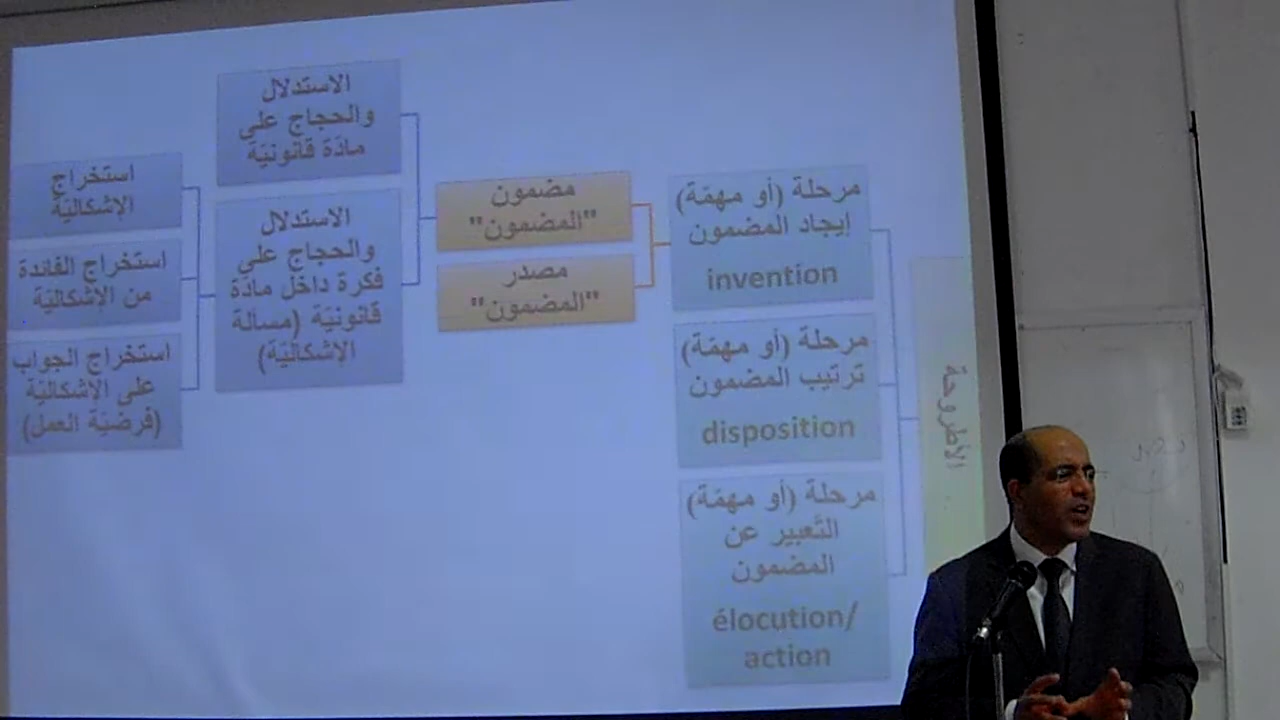 الأطروحة
مرحلة (أو مهمّة)
إيجاد المضمون
invention
مرحلة (أو مهمّة)
ترتيب المضمون
disposition
مرحلة (أو مهمّة)
التّعبير عن
المضمون
élocution/
action
مضمون
"المضمون"
مصدر
"المضمون"
الاستدلال
والحجاج على
مادّة قانونيّة
الاستدلال
والحجاج على
فكرة داخل مادّة
قانونيّة (مسألة
الإشكاليّة)
استخراج
الإشكاليّة
استخراج الفائدة
من الإشكاليّة
استخراج الجواب
على الإشكاليّة
(فرضيّة العمل)